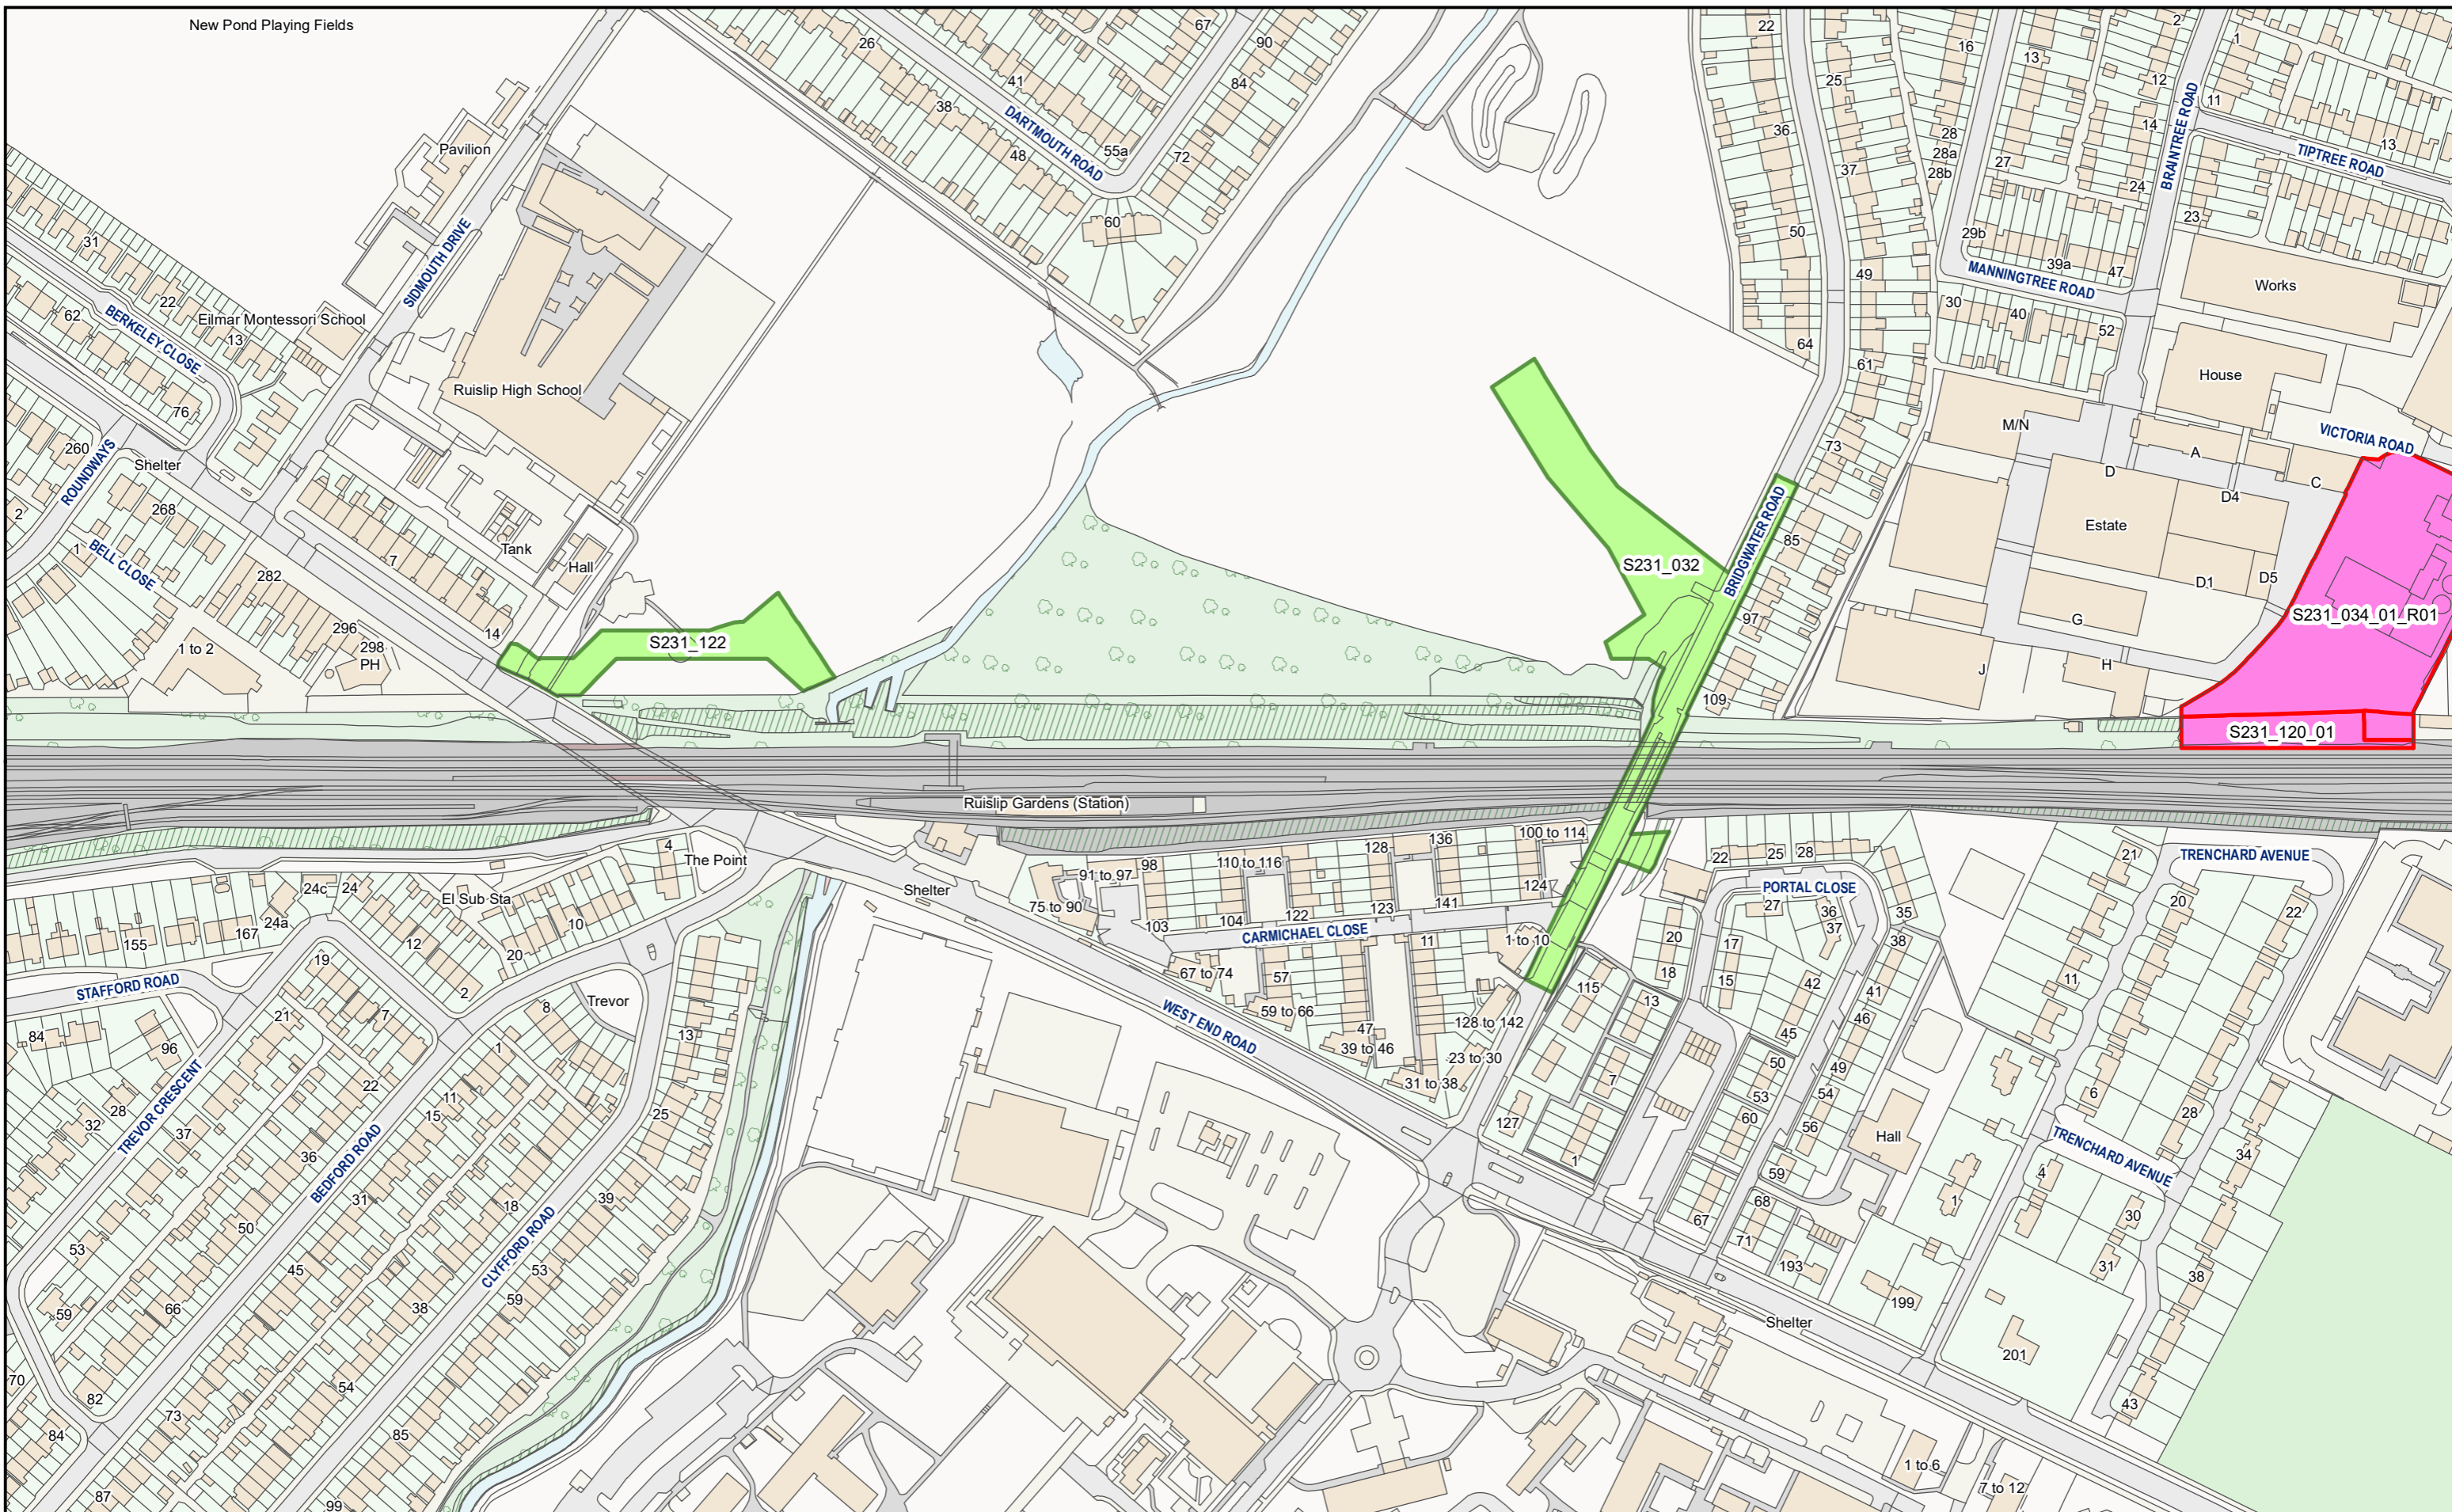 New Pond Playing Fields
26
41
67
90
22
16
13
2
1
38
84
25
12
11
DARTMOUTH ROAD
BRAINTREE ROAD
Pavilion
48
55a
72
36
28
28a
28b
14
TIPTREE ROAD
13
37
27
24
60
50
29b
23
31
SIDMOUTH DRIVE
39a
47
MANNINGTREE ROAD
49
Works
22
62
BERKELEY CLOSE
13
Eilmar Montessori School
30
40
52
64
61
House
Ruislip High School
76
M/N
VICTORIA ROAD
260
ROUNDWAYS
Shelter
73
A
D
C
D4
268
2
BRIDGWATER ROAD
Estate
1
BELL CLOSE
Tank
85
7
Hall
S231_032
282
D1
D5
97
G
S231_034_01_R01
14
S231_122
296
298
PH
1 to 2
J
H
109
S231_120_01
Ruislip Gardens (Station)
4
The Point
98
110 to 116
128
136
100 to 114
22
25
28
21
TRENCHARD AVENUE
24c
24
El Sub Sta
91 to 97
Shelter
75 to 90
124
PORTAL CLOSE
27
36
37
35
20
22
155
167
24a
12
10
20
103
104
122
123
141
CARMICHAEL CLOSE
11
1 to 10
20
17
38
STAFFORD ROAD
19
2
67 to 74
57
18
15
11
8
Trevor
115
13
42
41
21
7
13
WEST END ROAD
59 to 66
128 to 142
45
46
84
96
1
47
39 to 46
23 to 30
50
49
TREVOR CRESCENT
22
31 to 38
7
53
54
6
28
32
11
15
25
127
60
56
Hall
28
37
36
BEDFORD ROAD
1
59
TRENCHARD AVENUE
34
31
18
39
68
1
4
50
53
CLYFFORD ROAD
67
71
30
45
53
193
31
38
59
66
38
59
199
Shelter
201
70
82
54
43
73
84
85
1 to 6
87
99
7 to 12